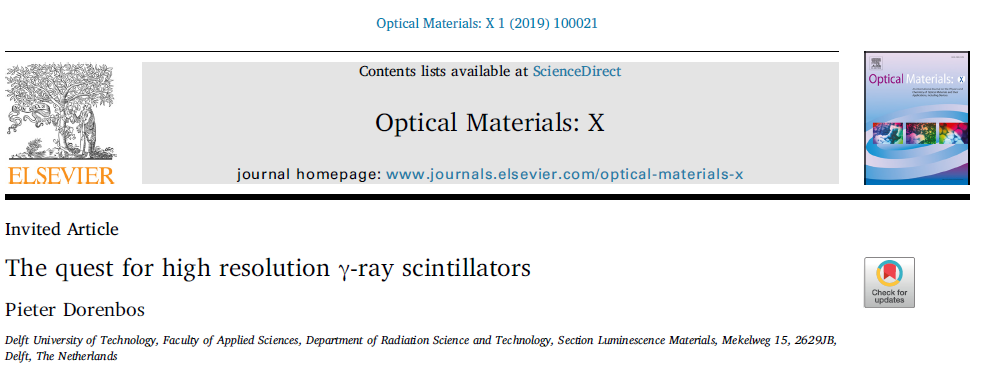 Optical Materials: X 1 (2019) 100021
Contents lists available at ScienceDirect
Optical Materials: X
journal homepage: www.journals.elsevier.com/optical-materials-x
ELSEVIER
Optical Materials: X
Invited Article
The quest for high resolution γ-ray scintillators
Check for
updates
Pieter Dorenbos
Delft University of Technology, Faculty of Applied Sciences, Department of Radiation Science and Technology, Section Luminescence Materials, Mekelweg 15, 2629JB,
Delft, The Netherlands